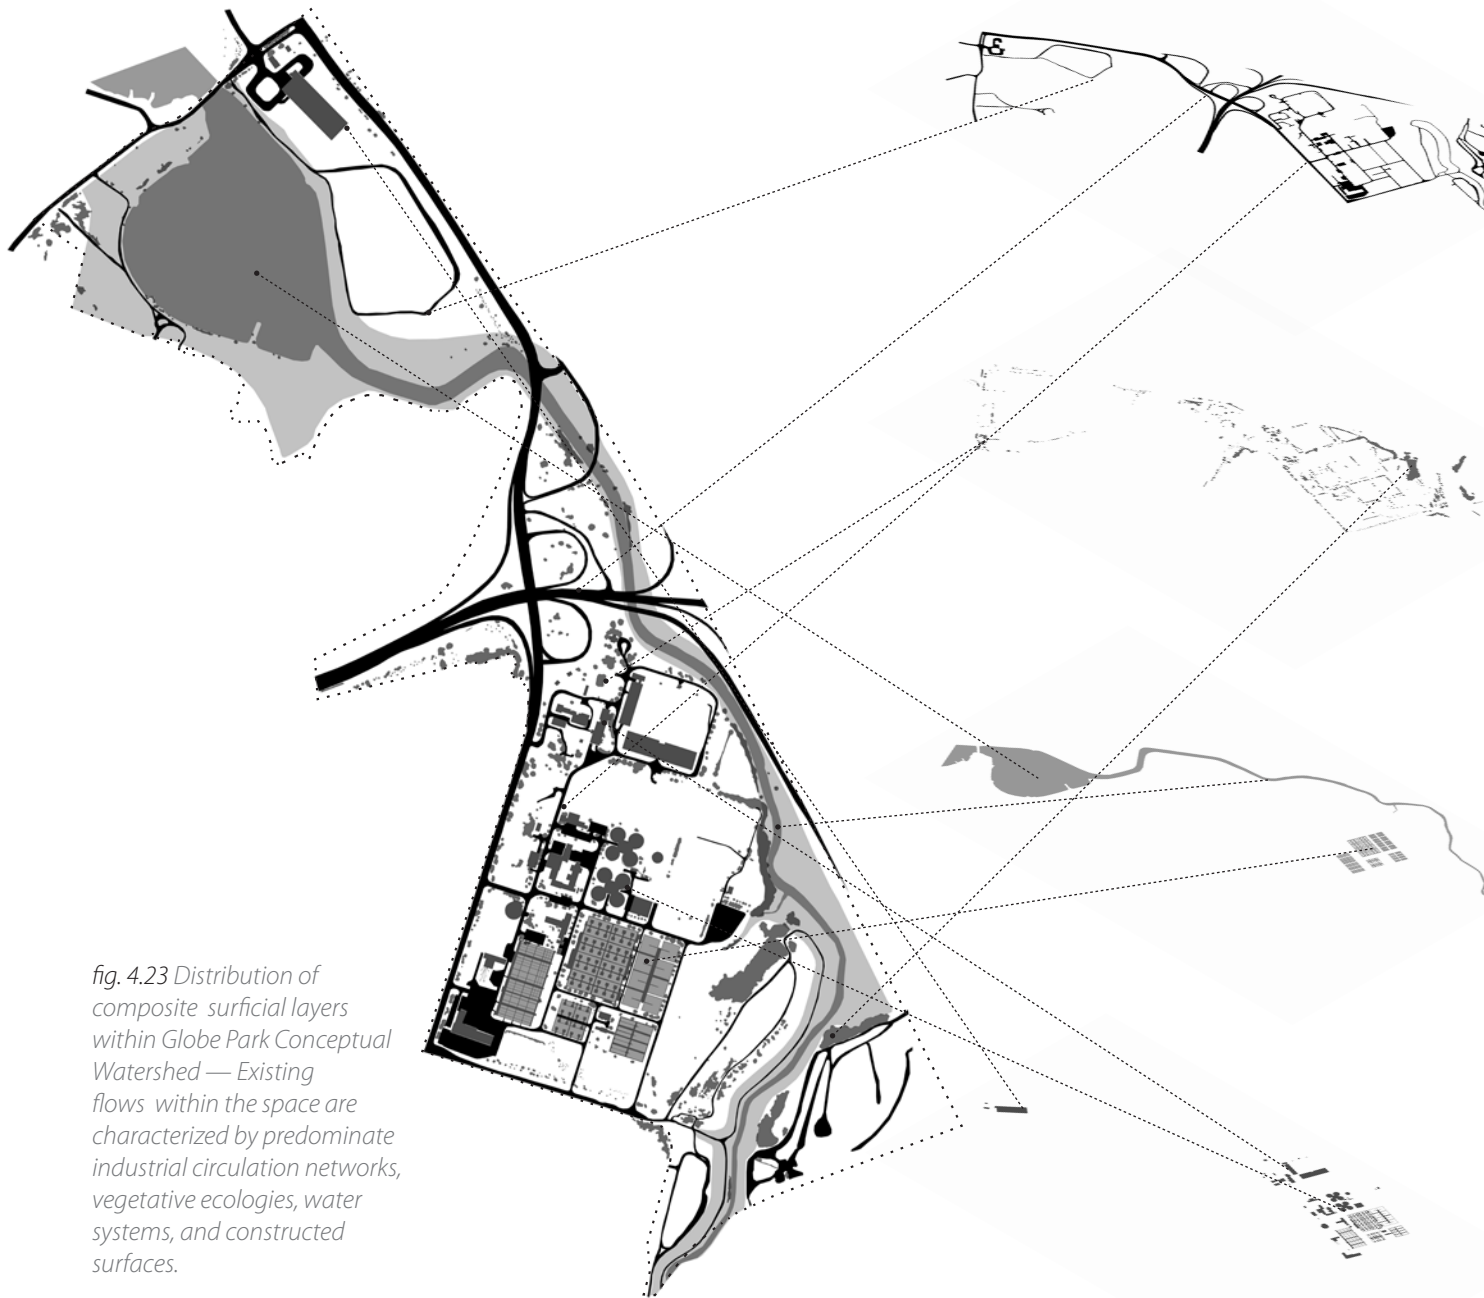 fig. 4.23 Distribution of
composite surficial layers
within Globe Park Conceptual
Watershed — Existing
flows within the space are
characterized by predominate
industrial circulation networks,
vegetative ecologies, water
systems, and constructed
surfaces.